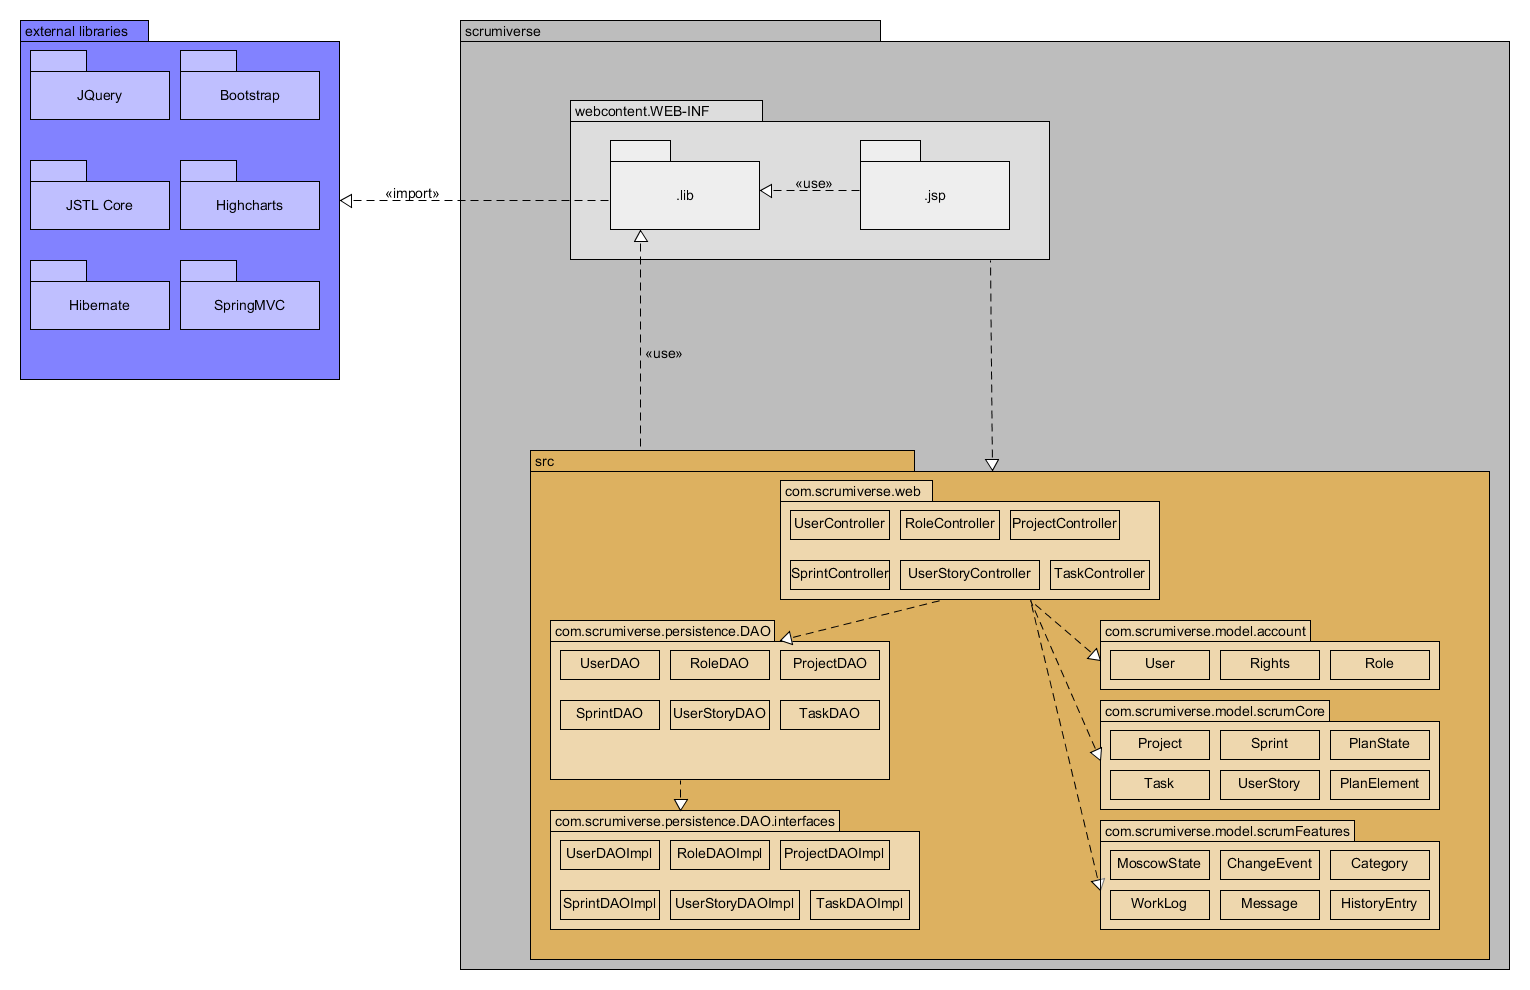 external libraries
JQuery
Bootstrap
JSTL Core
Highcharts
Hibernate
SpringMVC
«import»
scrumiverse
webcontent.WEB-INF
.lib
«use»
.jsp
«use»
src
com.scrumiverse.web
UserController
RoleController
ProjectController
SprintController
UserStoryController
TaskController
com.scrumiverse.persistence.DAO
UserDAO
RoleDAO
ProjectDAO
SprintDAO
UserStoryDAO
TaskDAO
com.scrumiverse.persistence.DAO.interfaces
UserDAOImpl
RoleDAOImpl
ProjectDAOImpl
SprintDAOImpl
UserStoryDAOImpl
TaskDAOImpl
com.scrumiverse.model.account
User
Rights
Role
com.scrumiverse.model.scrumCore
Project
Sprint
PlanState
Task
UserStory
PlanElement
com.scrumiverse.model.scrumFeatures
MoscowState
ChangeEvent
Category
WorkLog
Message
HistoryEntry